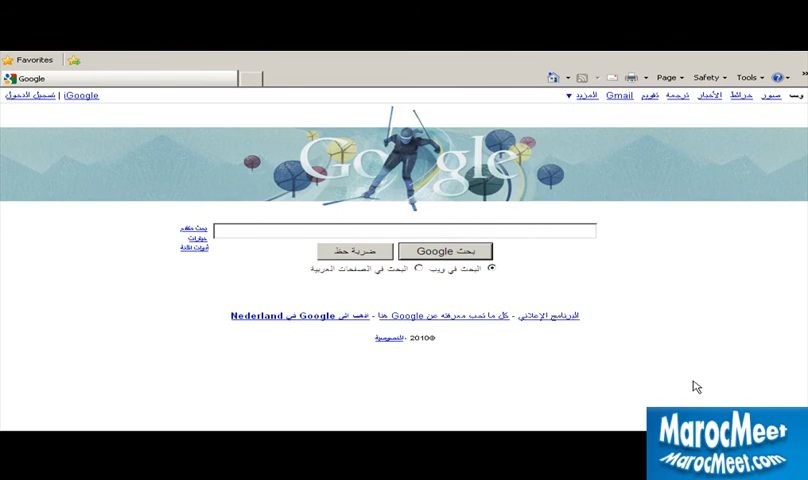 Favorites
Google
Page Safety Tools
تسجيل الدخول | iGoogle
ويب صور خرائط الأخبار ترجمة تقويم Gmail المزيد ▼
Google
بحث متقدم
خيارات
أدوات اللغة
بحث Google ضربة حظ
البحث في ويب البحث في الصفحات العربية
البرنامج الإعلاني - كل ما تحب معرفته عن Google هنا - اذهب الى Google في Nederland
©2010 - الخصوصية
MarocMeet
MarocMeet.com